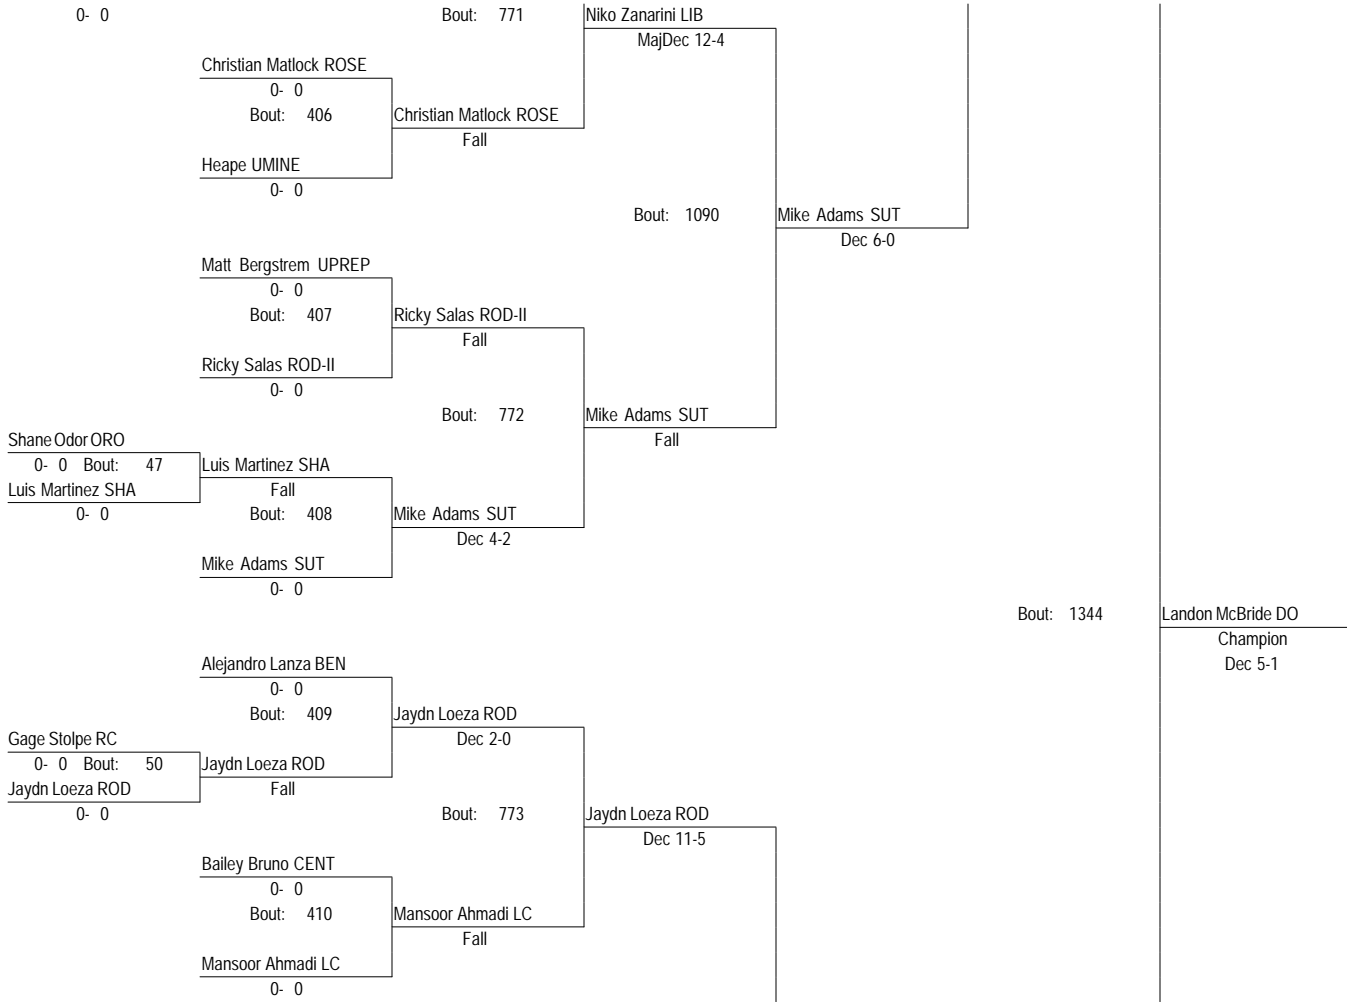 0- 0 Bout: 771 Niko Zanarini LIB
MajDec 12-4
Christian Matlock ROSE
0- 0
Bout: 406 Christian Matlock ROSE
Fall
Heape UMINE
0- 0
Bout: 1090 Mike Adams SUT
Dec 6-0
Matt Bergstrem UPREP
0- 0
Bout: 407 Ricky Salas ROD-II
Fall
Ricky Salas ROD-II
0- 0
Bout: 772 Mike Adams SUT
Shane Odor ORO Fall
0- 0 Bout: 47 Luis Martinez SHA
Luis Martinez SHA Fall
0- 0 Bout: 408 Mike Adams SUT
Dec 4-2
Mike Adams SUT
0- 0
Bout: 1344 Landon McBride DO
Champion
Alejandro Lanza BEN Dec 5-1
0- 0
Bout: 409 Jaydn Loeza ROD
Gage Stolpe RC Dec 2-0
0- 0 Bout: 50 Jaydn Loeza ROD
Jaydn Loeza ROD Fall
0- 0 Bout: 773 Jaydn Loeza ROD
Dec 11-5
Bailey Bruno CENT
0- 0
Bout: 410 Mansoor Ahmadi LC
Fall
Mansoor Ahmadi LC
0- 0